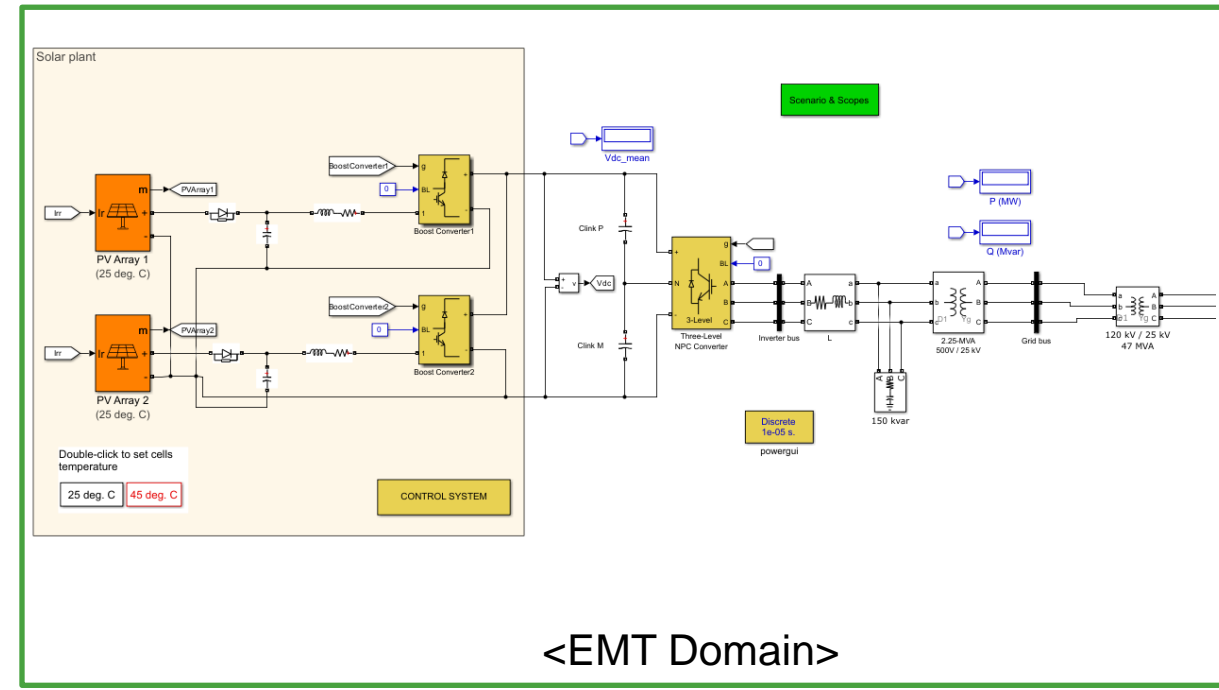 Solar plant
Scenario & Scopes
Vdc_mean
BoostConverter1
g
0
BL
+
-
1
Boost Converter1
Irr
Ir
m
+
-
PVArray1
PV Array 1
(25 deg. C)
P (MW)
Q (Mvar)
Clink P
+
-
v
Vdc
Clink M
g
BL
0
+
N
-
A
B
C
3-Level
Three-Level
NPC Converter
Inverter bus
A
B
C
a
b
c
L
a
b
c
A
B
C
D1
Yg
2.25-MVA
500V / 25 kV
Grid bus
a
b
A
B
C
Yg
120 kV / 25 kV
47 MVA
A
B
C
150 kvar
BoostConverter2
g
0
BL
+
-
1
Boost Converter2
Irr
Ir
m
+
-
PVArray2
PV Array 2
(25 deg. C)
Discrete
1e-05 s.
powergui
Double-click to set cells
temperature
25 deg. C
45 deg. C
CONTROL SYSTEM
<EMT Domain>